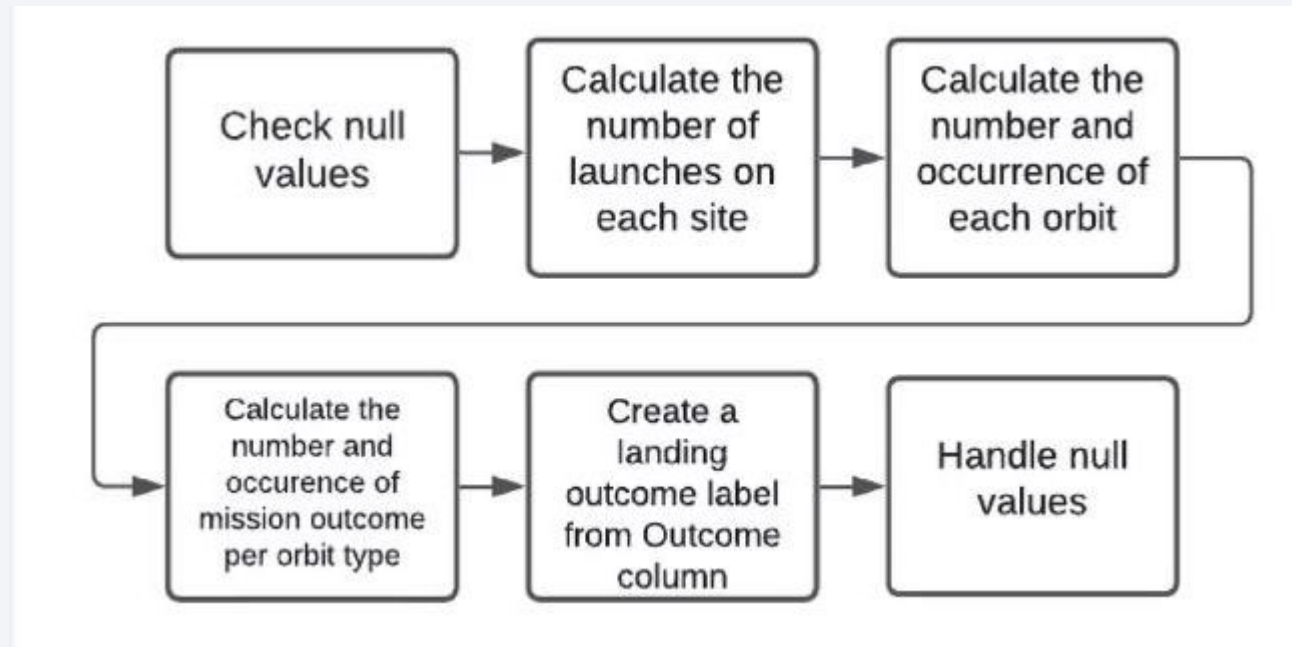 Check null
values
Calculate the
number of
launches on
each site
Calculate the
number and
occurrence of
each orbit
Calculate the
number and
occurence of
mission outcome
per orbit type
Create a
landing
outcome label
from Outcome
column
Handle null
values